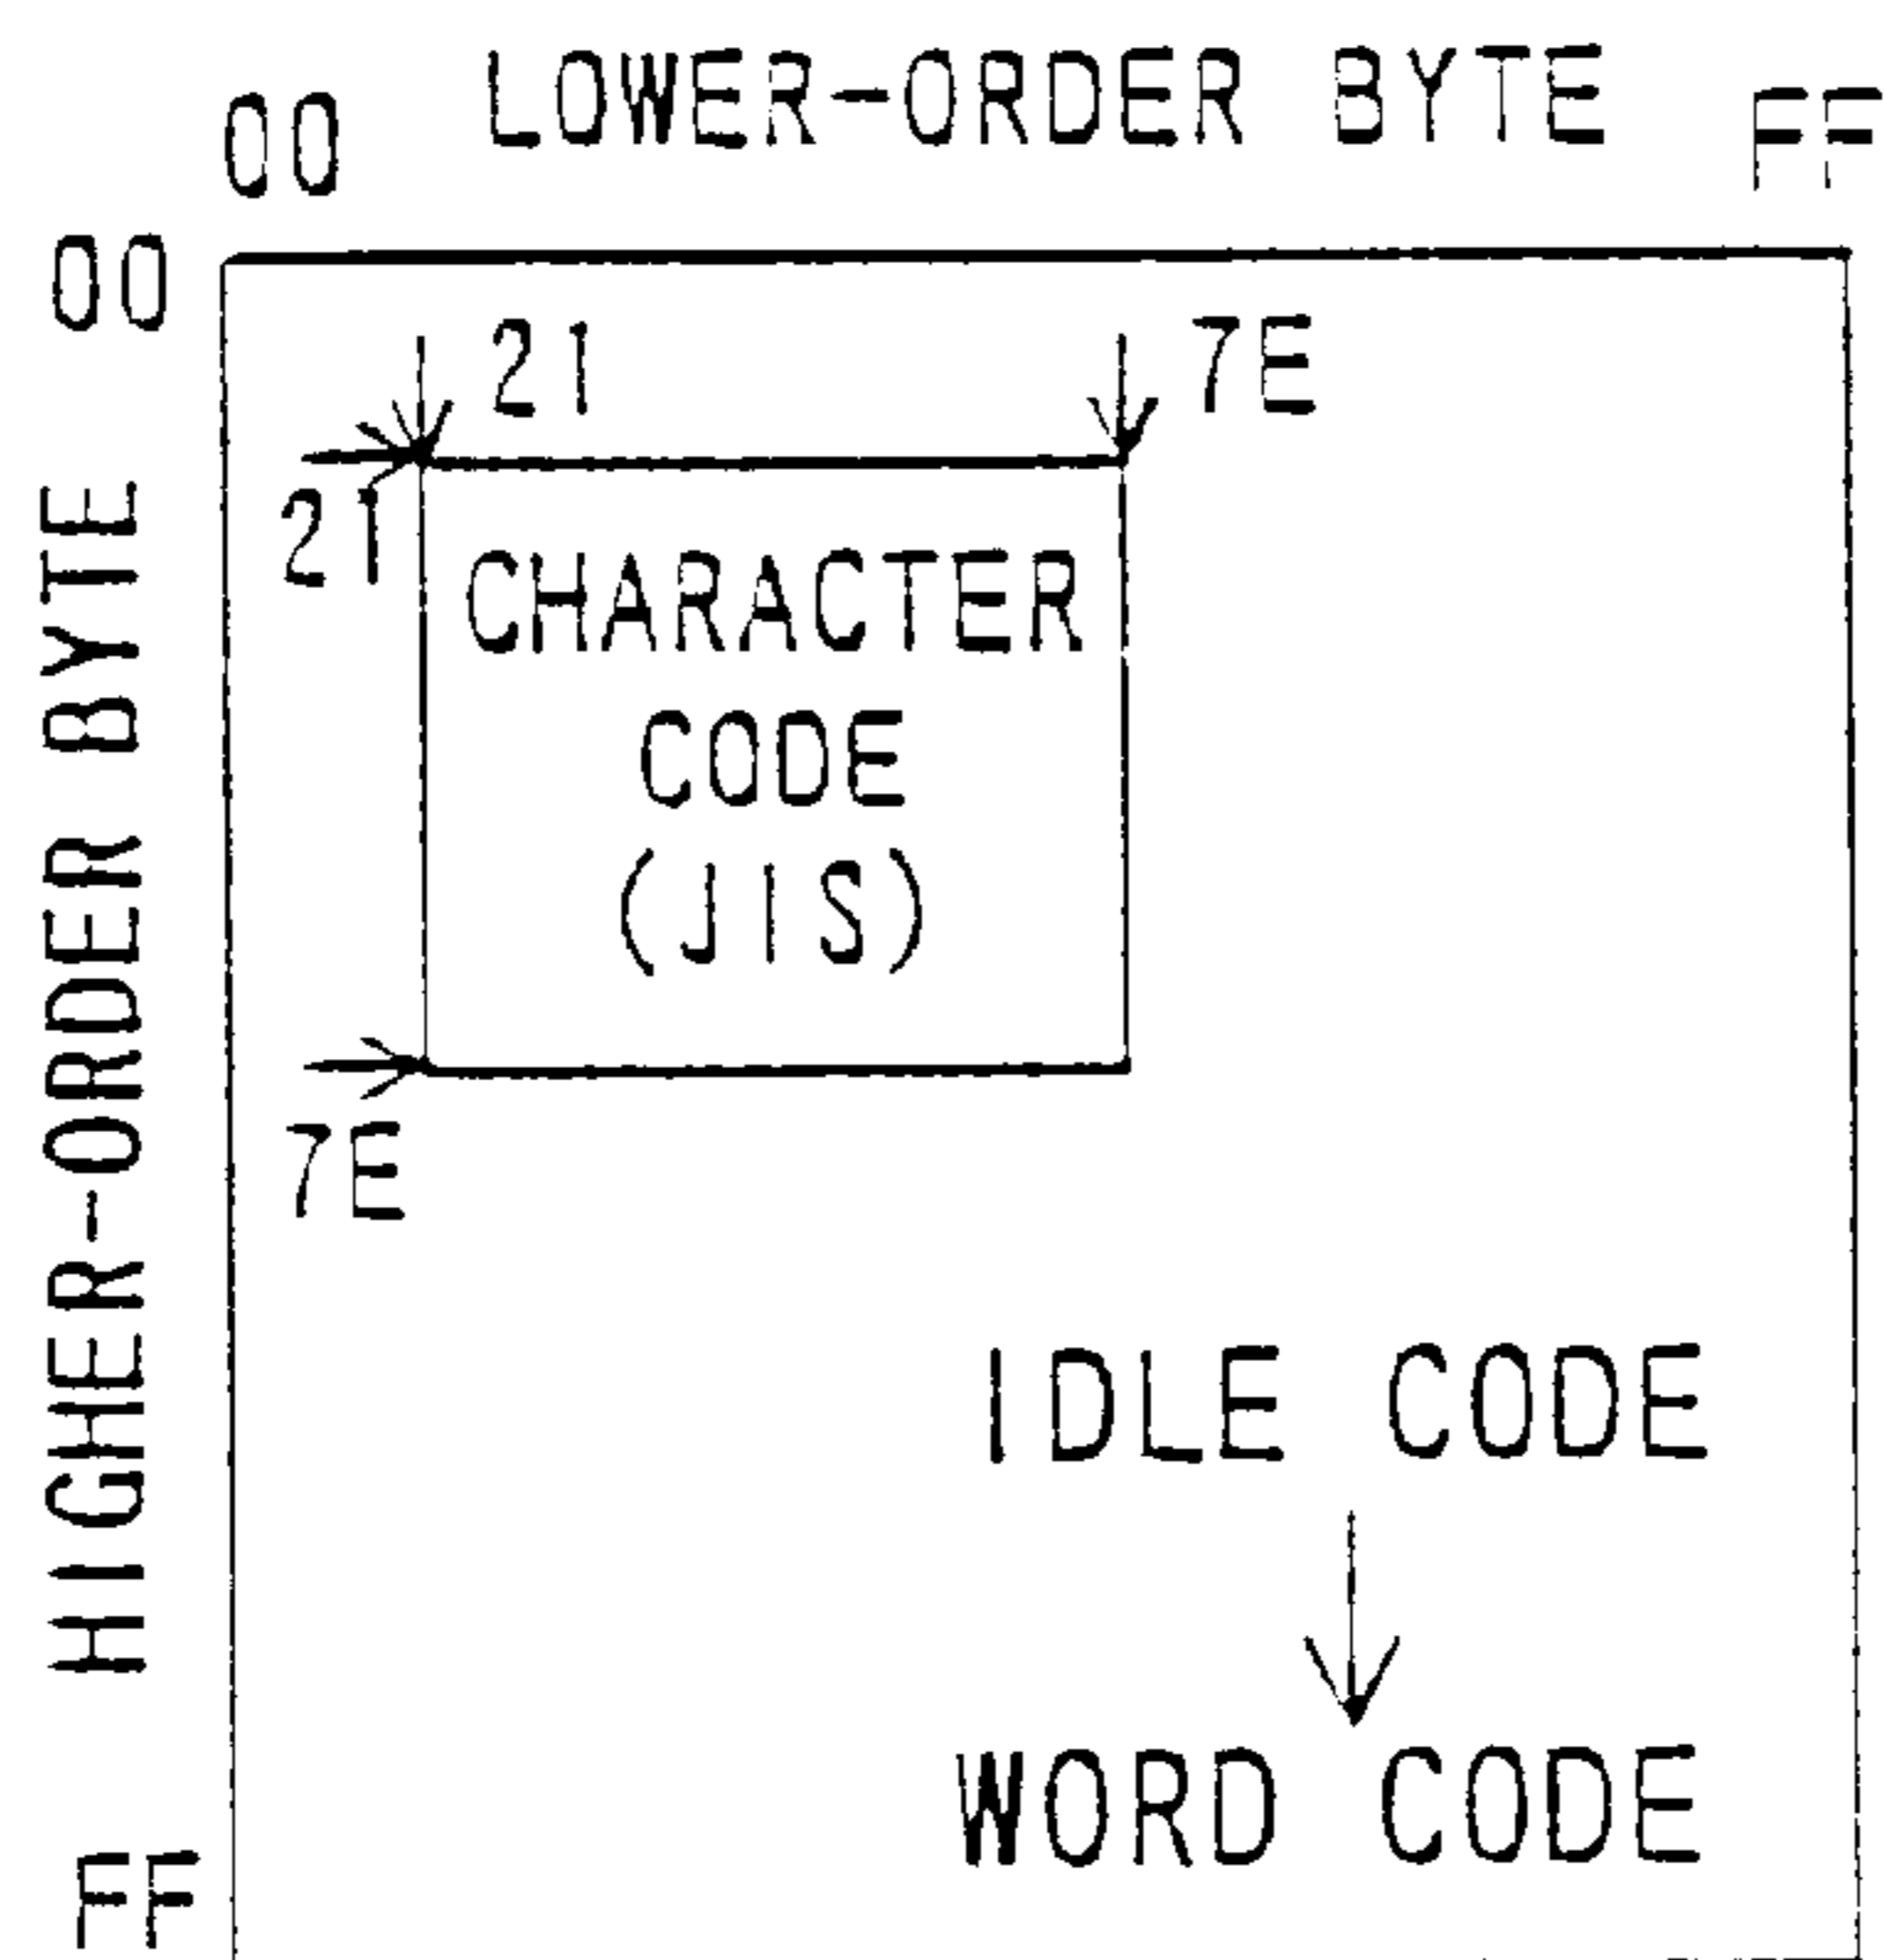 LOWER-ORDER BYTE
00 FF
00
21 7E
21
CHARACTER
CODE
(JIS)
7E
HIGHER-ORDER BYTE
IDLE CODE
WORD CODE
FF